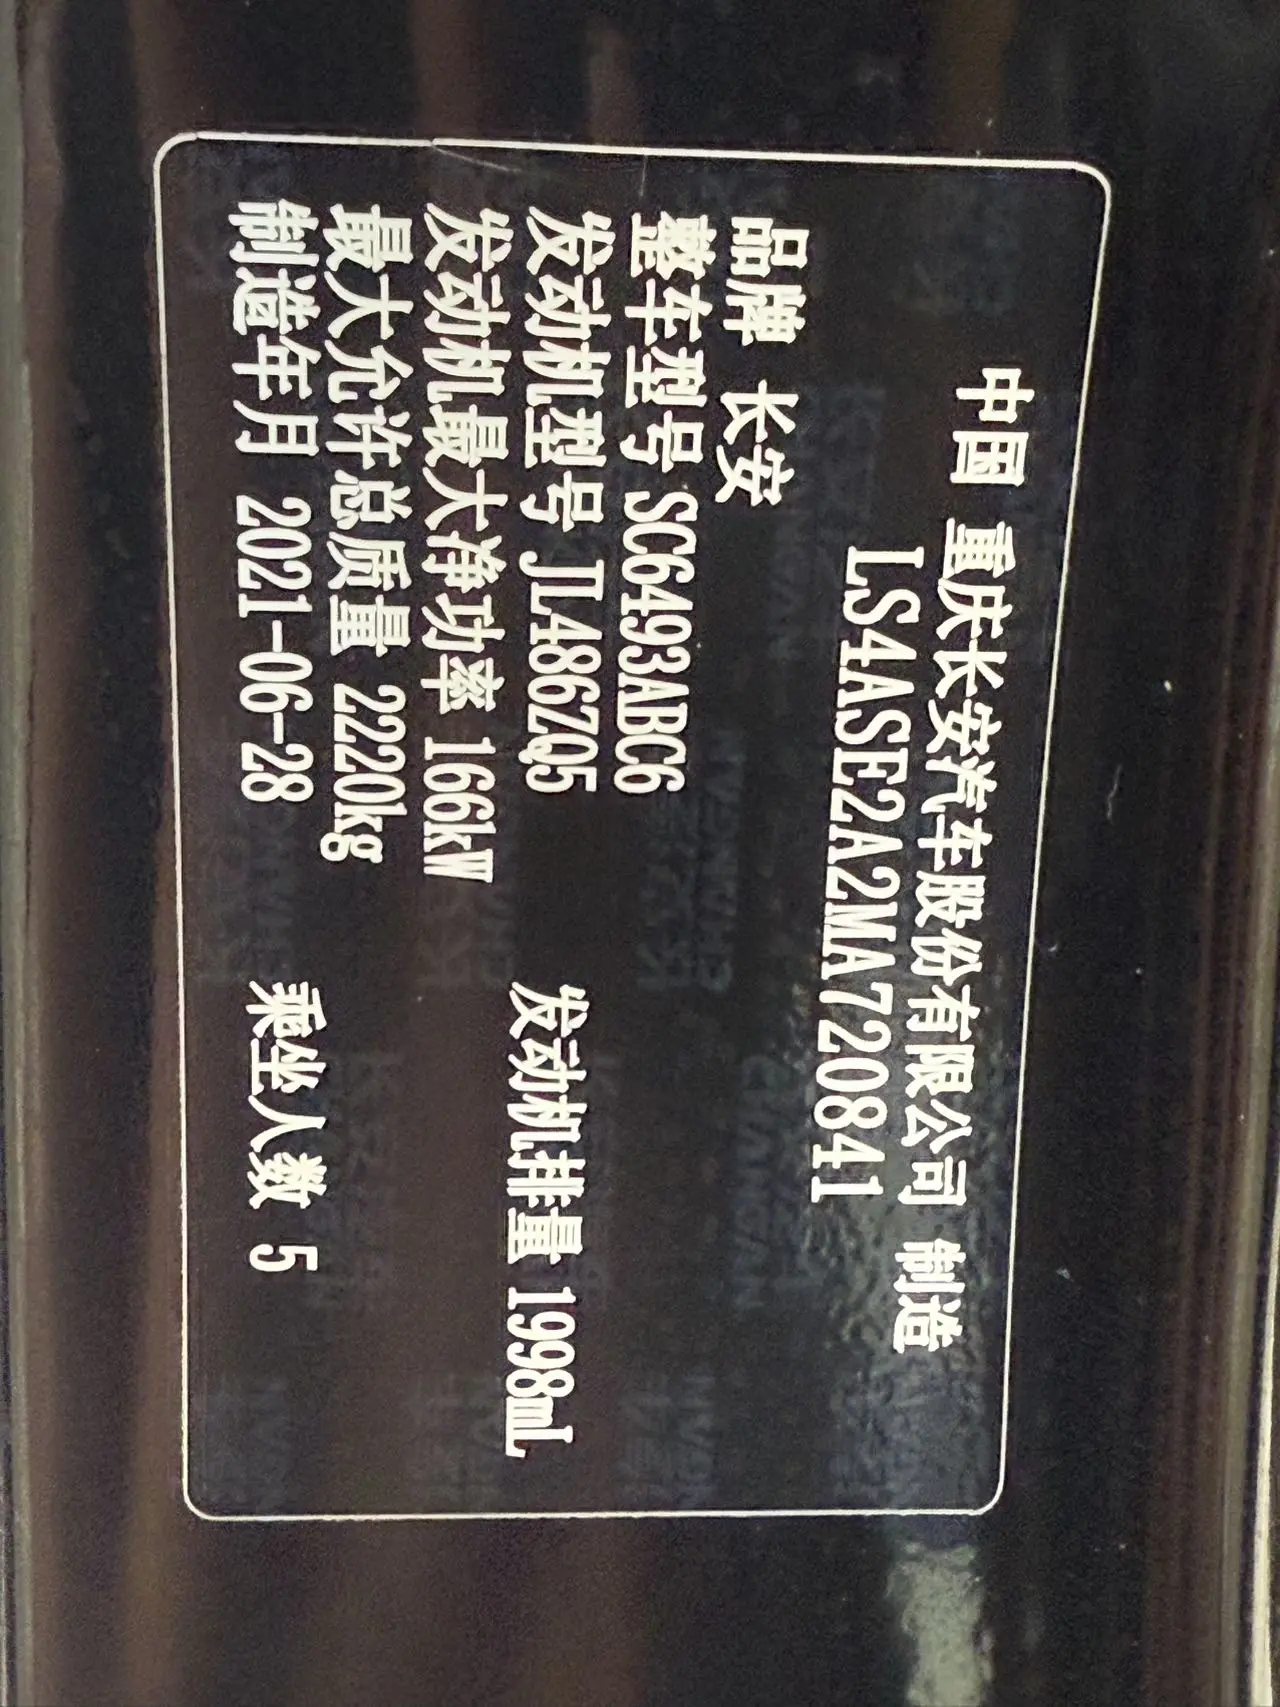 中国 重庆长安汽车股份有限公司 制造
LS4ASE2A2MA720841
品牌 长安
整车型号 SC6493ABC6
发动机型号 JL486ZQ5 发动机排量 1998mL
发动机最大净功率 166kW
最大允许总质量 2220kg
制造年月 2021-06-28 乘坐人数 5